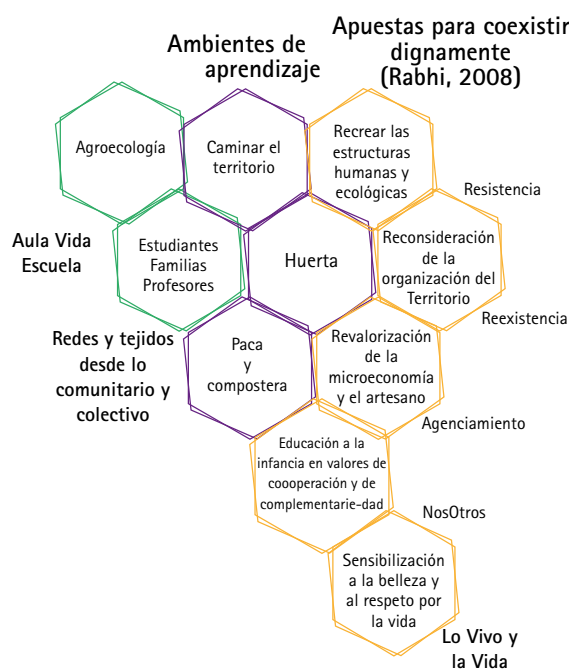 Ambientes de
aprendizaje
Apuestas para coexistir
dignamente
(Rabhi, 2008)
Agroecología
Caminar el
territorio
Recrear las
estructuras
humanas y
ecológicas
Resistencia
Aula Vida
Escuela
Estudiantes
Familias
Profesores
Huerta
Reconsideración
de la
organización del
Territorio
Reexistencia
Redes y tejidos
desde lo
comunitario y
colectivo
Paca
y
compostera
Revalorización
de la
microeconomía
y el artesano
Agenciamiento
Educación a la
infancia en valores de
coooperación y de
complementarie-dad
NosOtros
Sensibilización
a la belleza y
al respeto por
la vida
Lo Vivo y
la Vida